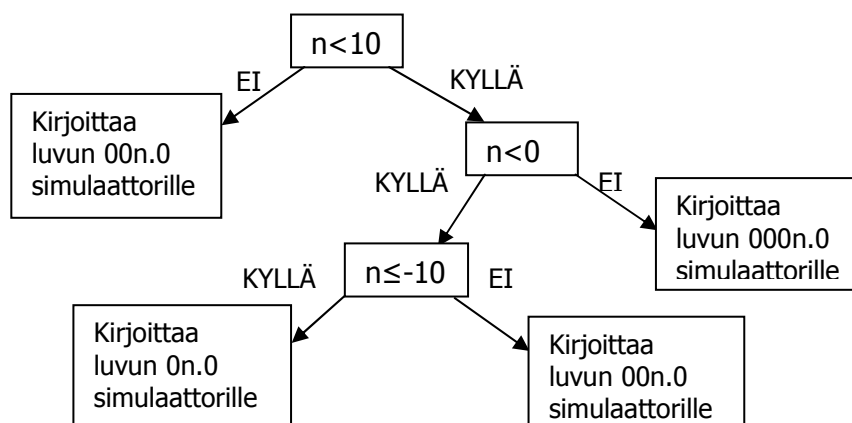 n<10
EI
KYLLÄ
Kirjoittaa
luvun 00n.0
simulaattorille
n<0
KYLLÄ
EI
Kirjoittaa
luvun 000n.0
simulaattorille
n≤-10
KYLLÄ
EI
Kirjoittaa
luvun 0n.0
simulaattorille
Kirjoittaa
luvun 00n.0
simulaattorille